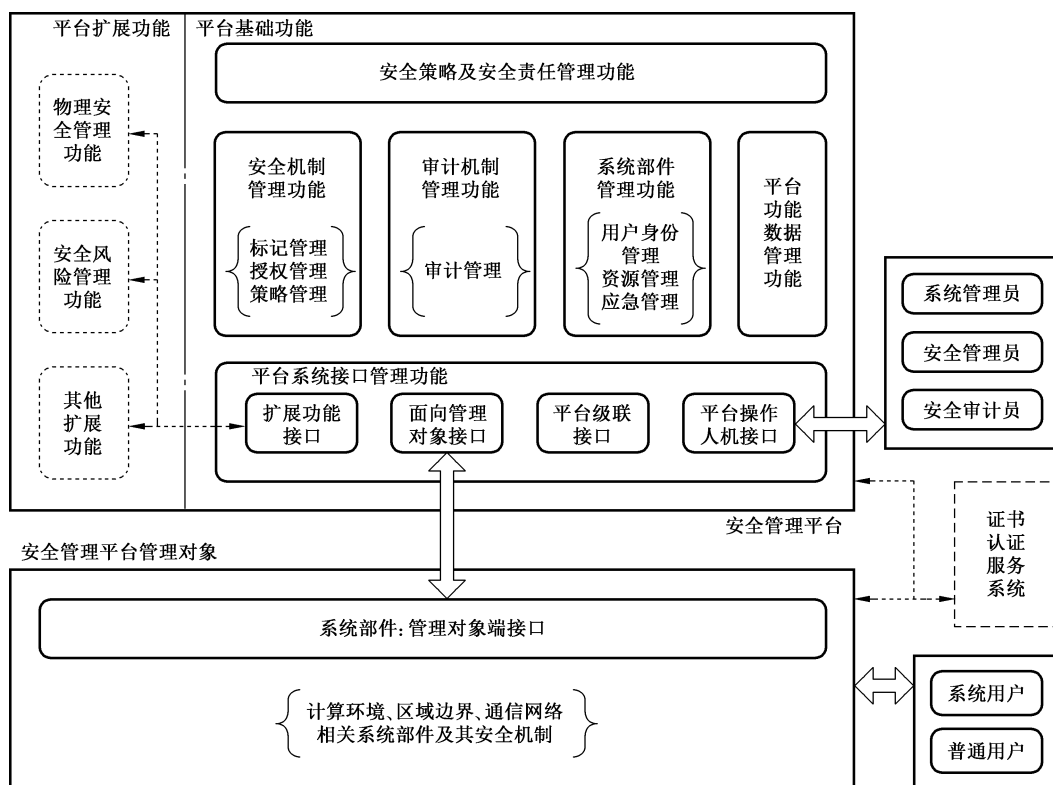 平台扩展功能
平台基础功能
安全策略及安全责任管理功能
物理安
全管理
功能
安全风
险管理
功能
其他
扩展
功能
安全机制
管理功能
标记管理
授权管理
策略管理
审计机制
管理功能
审计管理
系统部件
管理功能
用户身份
管理
资源管理
应急管理
平台
功能
数据
管理
功能
平台系统接口管理功能
扩展功能
接口
面向管理
对象接口
平台级联
接口
平台操作
人机接口
系统管理员
安全管理员
安全审计员
安全管理平台
证书
认证
服务
系统
安全管理平台管理对象
系统部件:管理对象端接口
计算环境、区域边界、通信网络
相关系统部件及其安全机制
系统用户
普通用户